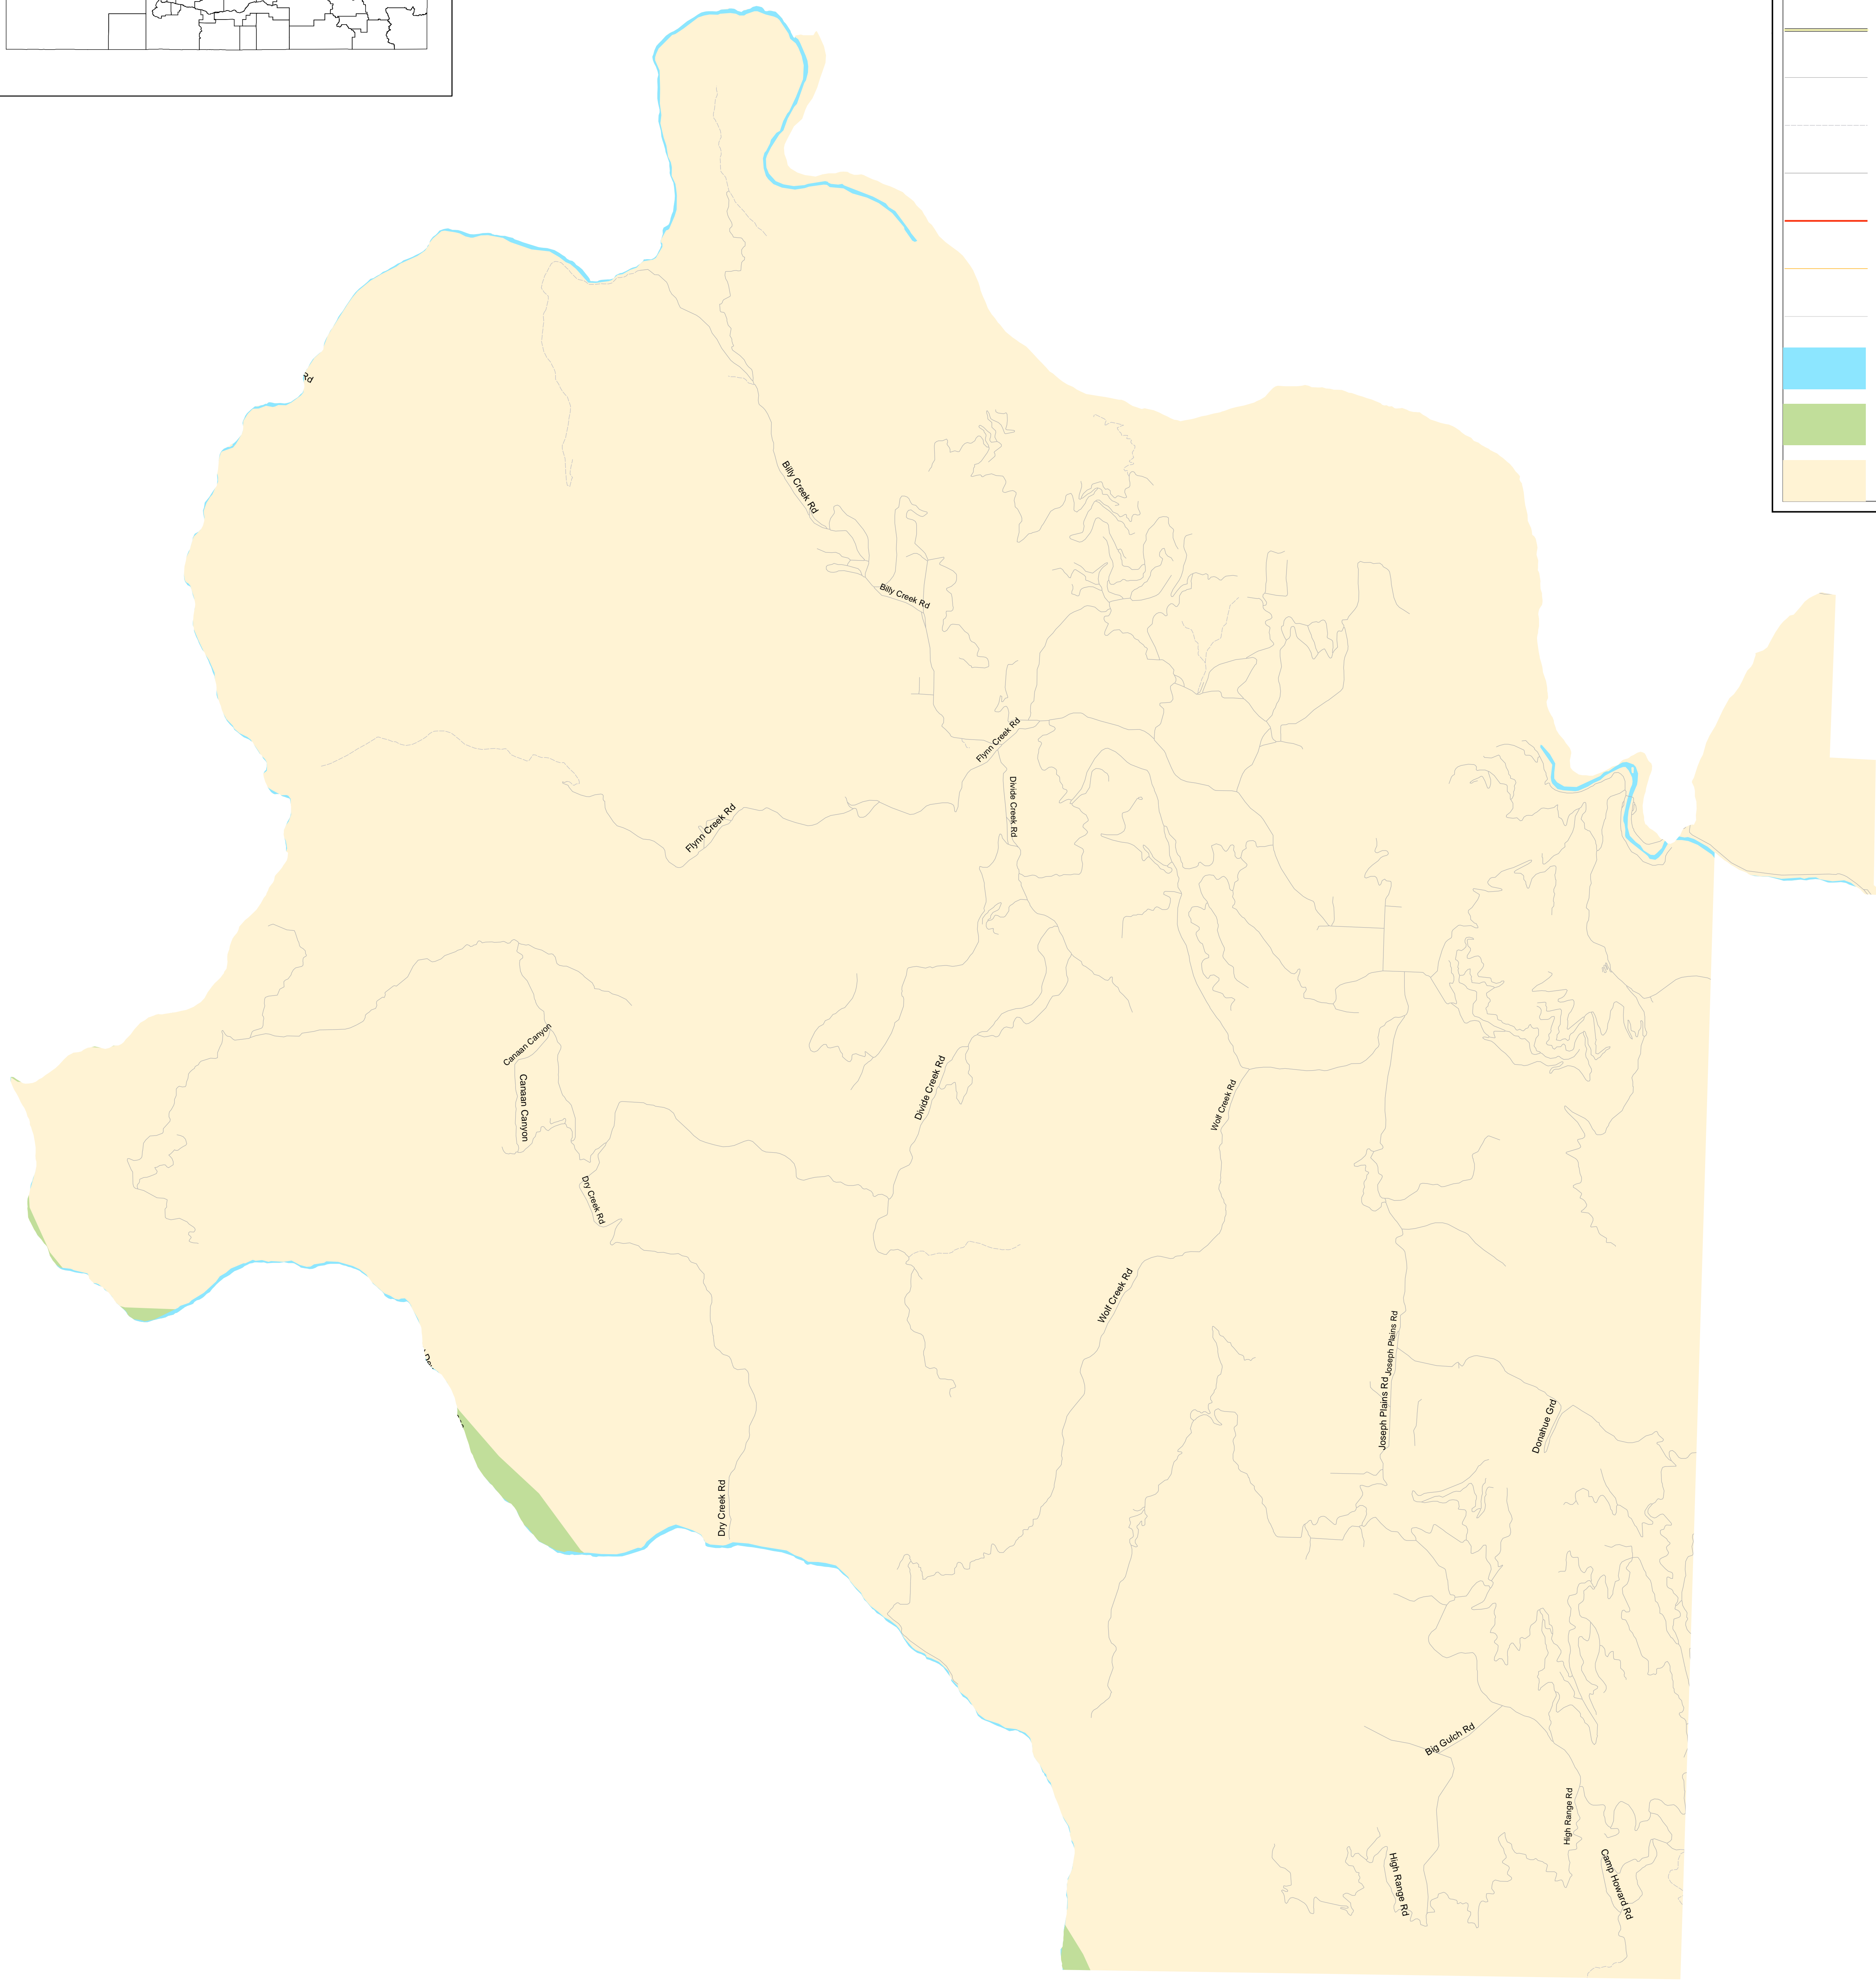 Rd
Billy Creek Rd
Billy Creek Rd
Flynn Creek Rd
Divide Creek Rd
Flynn Creek Rd
Canaan Canyon
Canaan Canyon
Divide Creek Rd
Wolf Creek Rd
Dry Creek Rd
Wolf Creek Rd
Joseph Plains Rd
Joseph Plains Rd
Donahue Grd
Dry Creek Rd
Big Gulch Rd
High Range Rd
High Range Rd
Camp Howard Rd